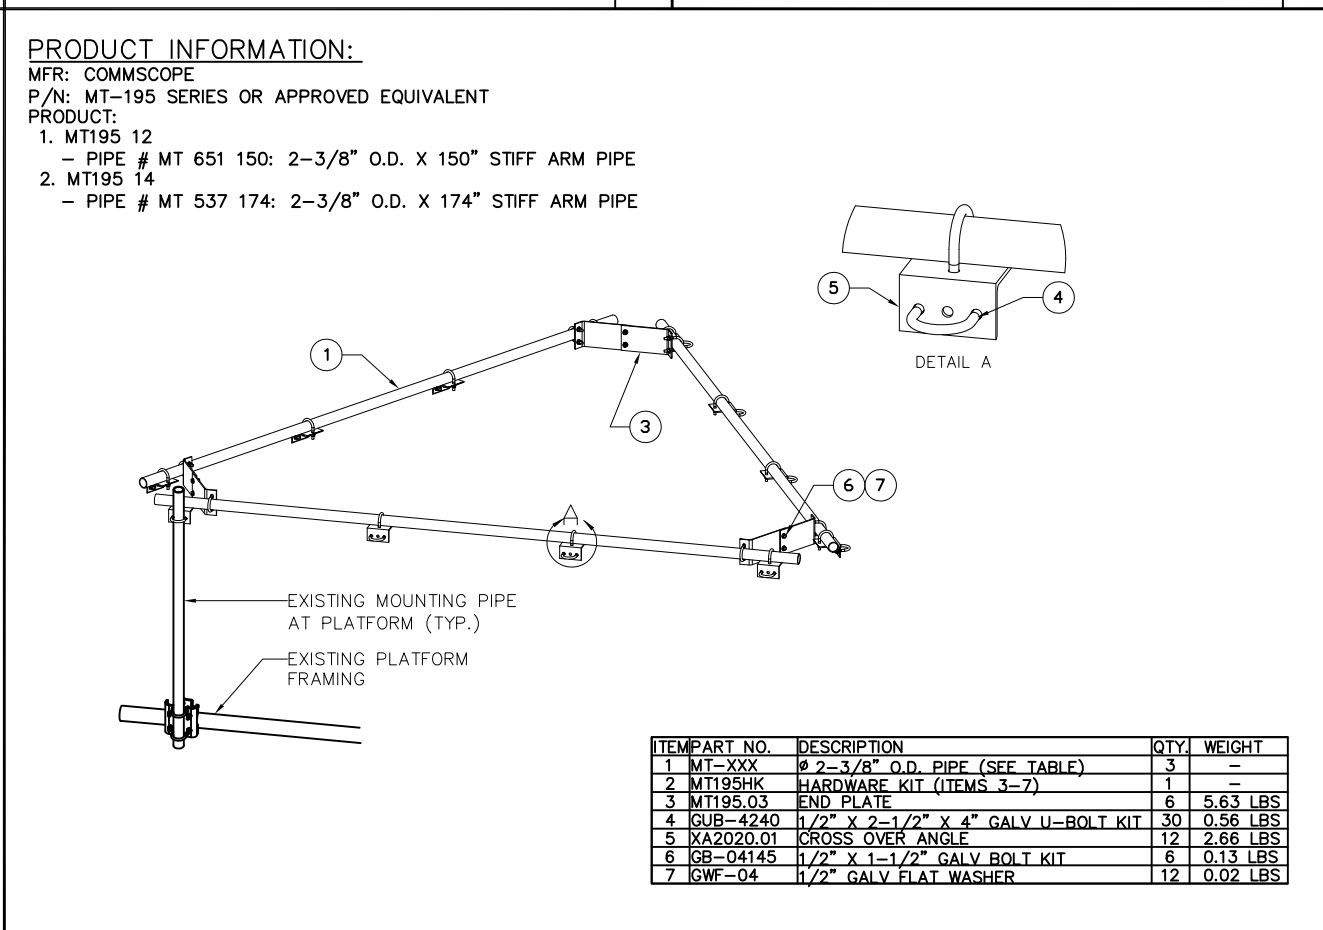 PRODUCT INFORMATION:
MFR: COMMSCOPE
P/N: MT-195 SERIES OR APPROVED EQUIVALENT
PRODUCT:
1. MT195 12
- PIPE # MT 651 150: 2-3/8" O.D. X 150" STIFF ARM PIPE
2. MT195 14
- PIPE # MT 537 174: 2-3/8" O.D. X 174" STIFF ARM PIPE
5
4
DETAIL A
1
3
6 7
A
EXISTING MOUNTING PIPE
AT PLATFORM (TYP.)
EXISTING PLATFORM
FRAMING
ITEM PART NO. DESCRIPTION QTY. WEIGHT
1 MT-XXX ø 2-3/8" O.D. PIPE (SEE TABLE) 3 -
2 MT195HK HARDWARE KIT (ITEMS 3-7) 1 -
3 MT195.03 END PLATE 6 5.63 LBS
4 GUB-4240 1/2" X 2-1/2" X 4" GALV U-BOLT KIT 30 0.56 LBS
5 XA2020.01 CROSS OVER ANGLE 12 2.66 LBS
6 GB-04145 1/2" X 1-1/2" GALV BOLT KIT 6 0.13 LBS
7 GWF-04 1/2" GALV FLAT WASHER 12 0.02 LBS